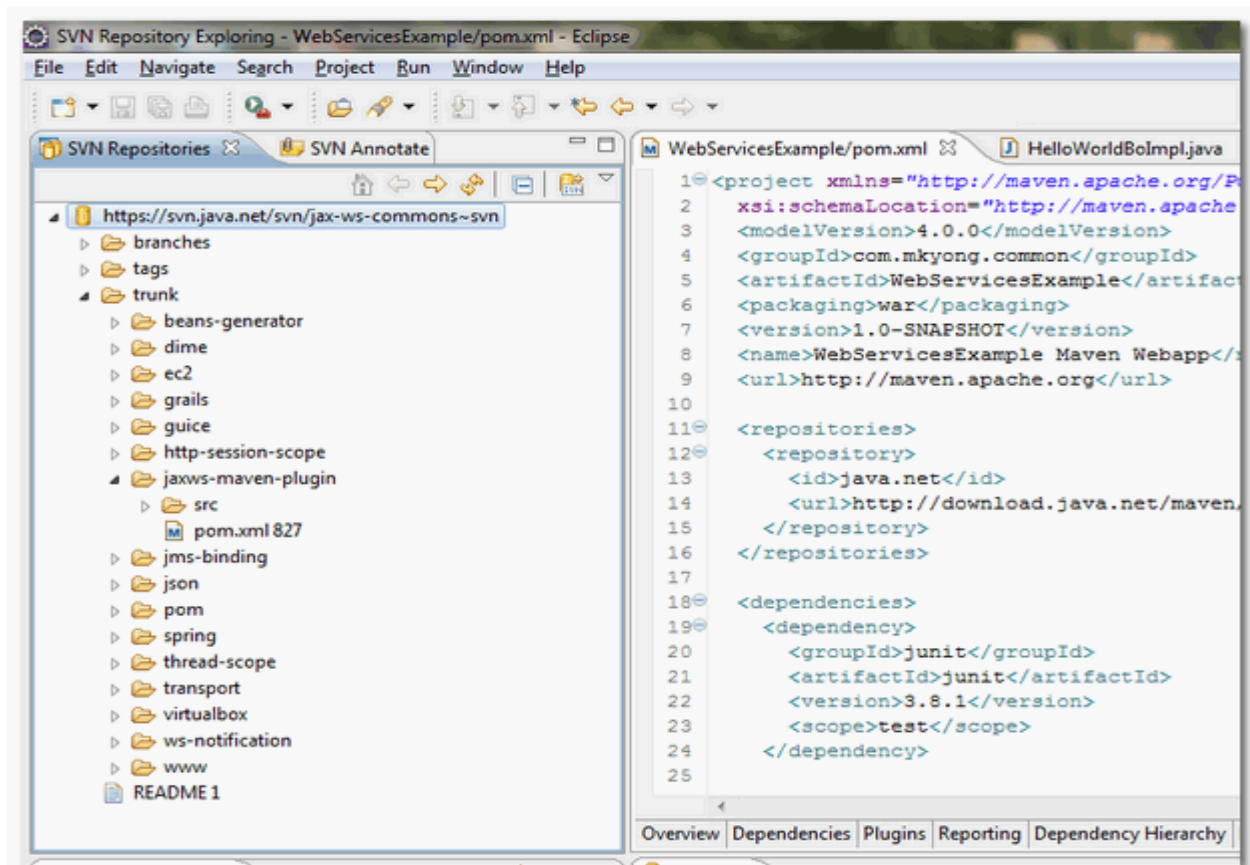 SVN Repository Exploring - WebServicesExample/pom.xml - Eclipse
File Edit Navigate Search Project Run Window Help
SVN Repositories
SVN Annotate
https://svn.java.net/svn/jax-ws-commons~svn
branches
tags
trunk
beans-generator
dime
ec2
grails
guice
http-session-scope
jaxws-maven-plugin
src
pom.xml 827
jms-binding
json
pom
spring
thread-scope
transport
virtualbox
ws-notification
www
README 1
WebServicesExample/pom.xml
HelloWorldBoImpl.java
1 <project xmlns="http://maven.apache.org/P
2 xsi:schemaLocation="http://maven.apache
3 <modelVersion>4.0.0</modelVersion>
4 <groupId>com.mkyong.common</groupId>
5 <artifactId>WebServicesExample</artifact
6 <packaging>war</packaging>
7 <version>1.0-SNAPSHOT</version>
8 <name>WebServicesExample Maven Webapp</
9 <url>http://maven.apache.org</url>
10
11 <repositories>
12 <repository>
13 <id>java.net</id>
14 <url>http://download.java.net/maven/
15 </repository>
16 </repositories>
17
18 <dependencies>
19 <dependency>
20 <groupId>junit</groupId>
21 <artifactId>junit</artifactId>
22 <version>3.8.1</version>
23 <scope>test</scope>
24 </dependency>
25
Overview Dependencies Plugins Reporting Dependency Hierarchy